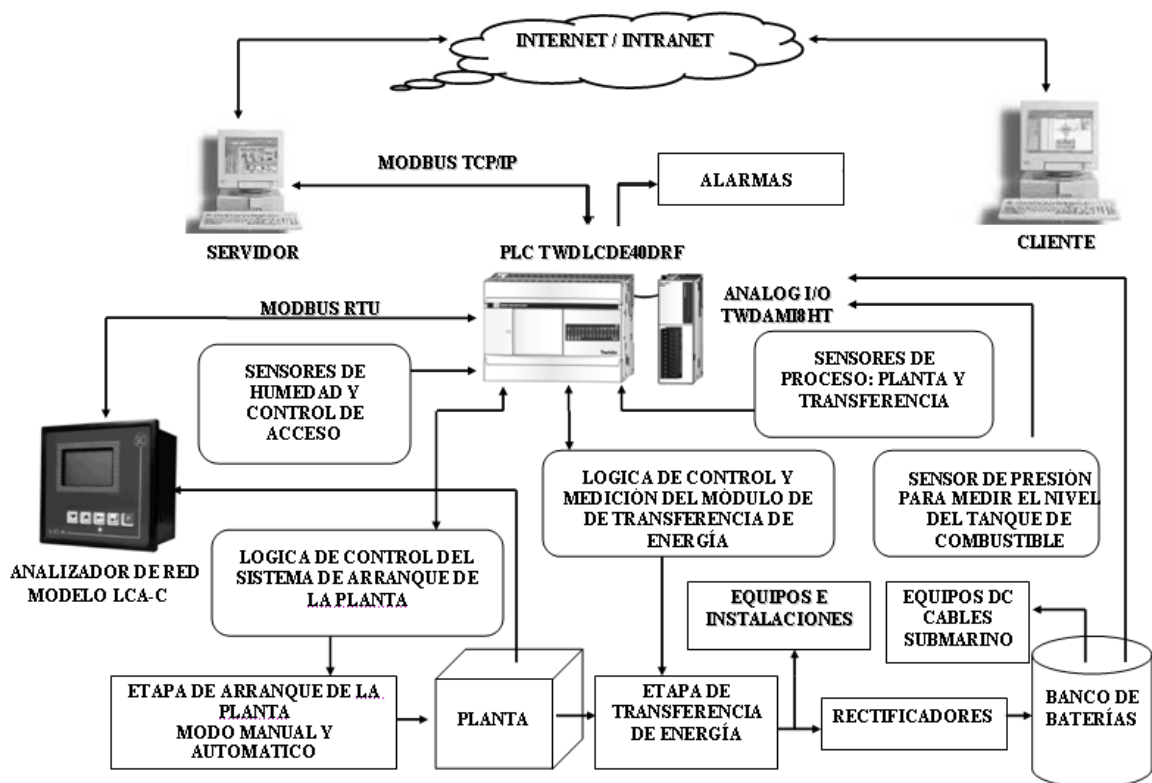 INTERNET / INTRANET
MODBUS TCP/IP
ALARMAS
SERVIDOR
PLC TWDLCDE40DRF
CLIENTE
MODBUS RTU
ANALOG I/O
TWDAMI8HT
SENSORES DE
HUMEDAD Y
CONTROL DE
ACCESO
SENSORES DE
PROCESO: PLANTA Y
TRANSFERENCIA
LOGICA DE CONTROL Y
MEDICIÓN DEL MÓDULO DE
DE TRANSFERENCIA DE
ENERGÍA
SENSOR DE PRESIÓN
PARA MEDIR EL NIVEL
DEL TANQUE DE
COMBUSTIBLE
ANALIZADOR DE RED
MODELO LCA-C
LOGICA DE CONTROL DEL
SISTEMA DE ARRANQUE DE
LA PLANTA
EQUIPOS E
INSTALACIONES
EQUIPOS DC
CABLES
SUBMARINO
ETAPA DE ARRANQUE DE LA
PLANTA
MODO MANUAL Y
AUTOMATICO
PLANTA
ETAPA DE
TRANSFERENCIA
DE ENERGÍA
RECTIFICADORES
BANCO DE
BATERÍAS